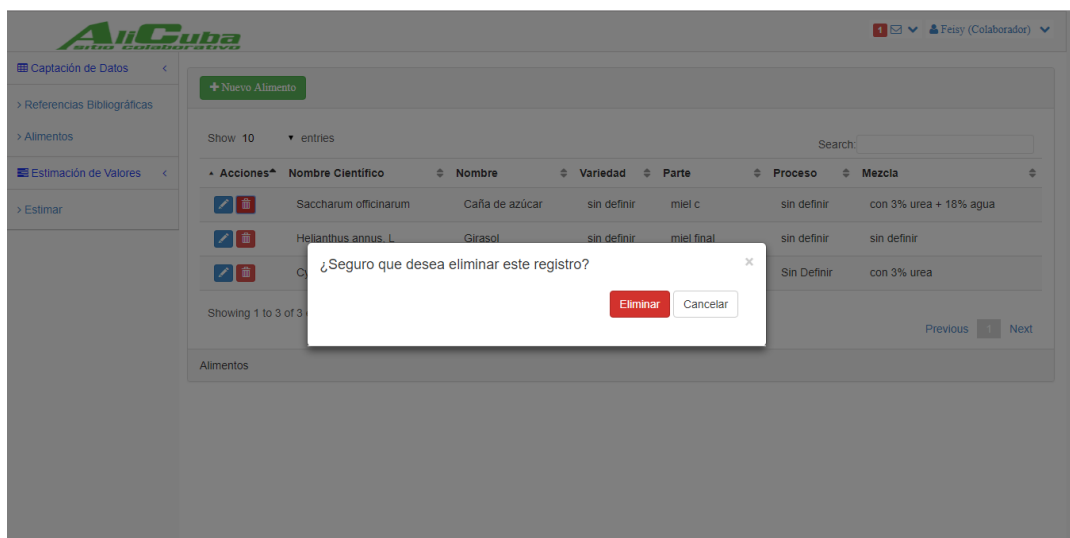 AliCuba
sitio colaborativo
1 Feisy (Colaborador)
Captación de Datos
> Referencias Bibliográficas
> Alimentos
Estimación de Valores
> Estimar
+ Nuevo Alimento
Show 10 entries
Search:
Acciones Nombre Científico Nombre Variedad Parte Proceso Mezcla
Saccharum officinarum Caña de azúcar sin definir miel c sin definir con 3% urea + 18% agua
Helianthus annus. L Girasol sin definir miel final sin definir sin definir
Cy Sin Definir con 3% urea
¿Seguro que desea eliminar este registro? ×
Eliminar Cancelar
Showing 1 to 3 of 3
Previous 1 Next
Alimentos